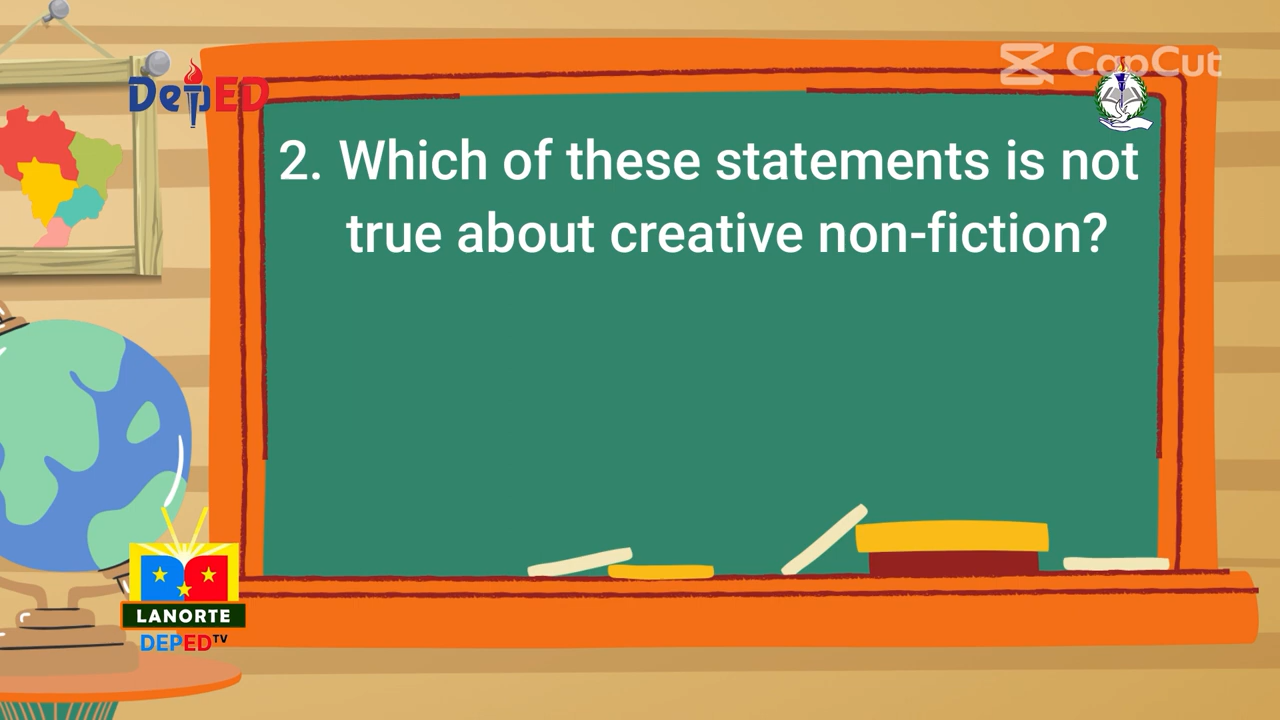 CapCut
DepED
2. Which of these statements is not
true about creative non-fiction?
LANORTE
DEPED TV